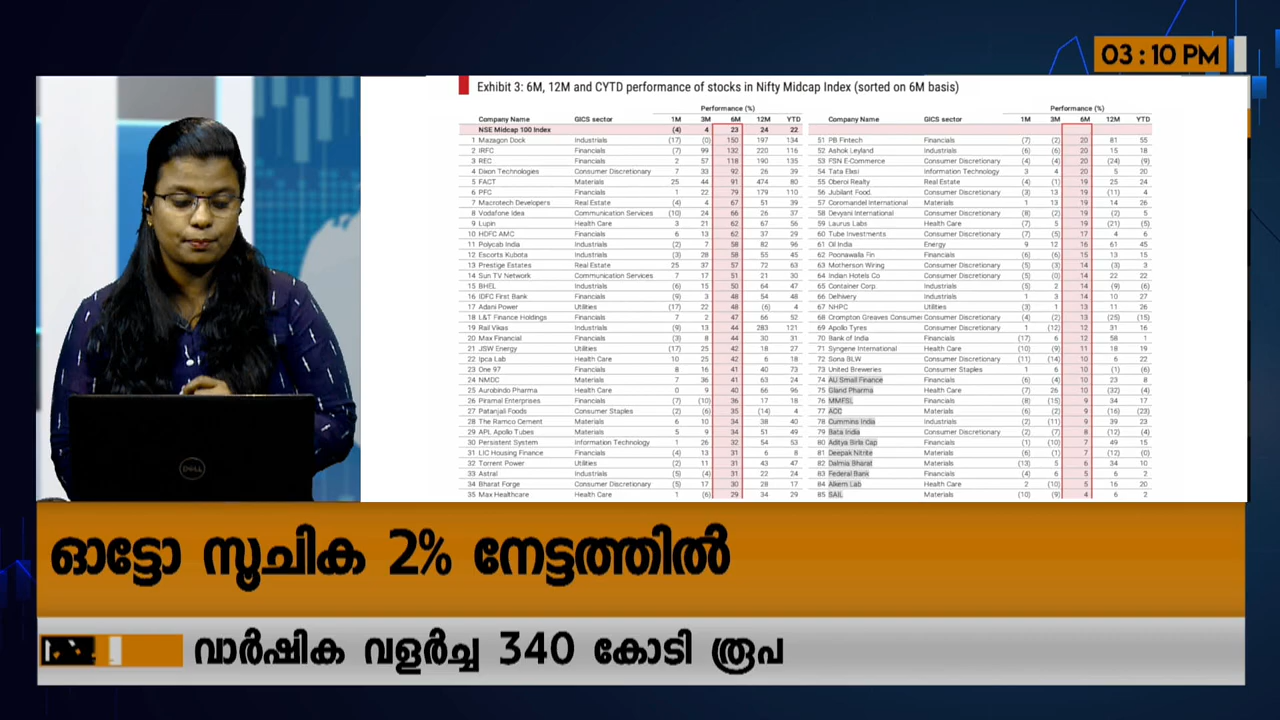 03 : 10 PM
Exhibit 3: 6M, 12M and CYTD performance of stocks in Nifty Midcap Index (sorted on 6M basis)
Performance (%) Performance (%)
Company Name GICS sector 1M 3M 6M 12M YTD Company Name GICS sector 1M 3M 6M 12M YTD
NSE Midcap 100 Index (4) 4 23 24 22
1 Mazagon Dock Industrials (17) (0) 150 197 134 51 PB Fintech Financials (7) (2) 20 81 55
2 IRFC Financials (7) 99 132 220 116 52 Ashok Leyland Industrials (6) (6) 20 15 18
3 REC Financials 2 57 118 190 135 53 FSN E-Commerce Consumer Discretionary (4) (3) 20 (24) (9)
4 Dixon Technologies Consumer Discretionary 7 33 92 26 39 54 Tata Elxsi Information Technology 3 4 20 5 20
5 FACT Materials 25 44 91 474 80 55 Oberoi Realty Real Estate (4) (1) 19 25 24
6 PFC Financials 1 22 79 179 110 56 Jubilant Food. Consumer Discretionary (3) 13 19 (11) 4
7 Macrotech Developers Real Estate (4) 4 67 51 39 57 Coromandel International Materials 1 13 19 14 26
8 Vodafone Idea Communication Services (10) 24 66 26 37 58 Devyani International Consumer Discretionary (8) (2) 19 (2) 5
9 Lupin Health Care 3 21 62 67 56 59 Laurus Labs Health Care (7) 5 19 (21) (5)
10 HDFC AMC Financials 6 13 62 37 29 60 Tube Investments Consumer Discretionary (7) (5) 17 4 6
11 Polycab India Industrials (2) 7 58 82 96 61 Oil India Energy 9 12 16 61 45
12 Escorts Kubota Industrials (3) 28 58 55 45 62 Poonawalla Fin Financials (6) (6) 15 13 15
13 Prestige Estates Real Estate 25 37 57 72 63 63 Motherson Wiring Consumer Discretionary (5) (3) 14 (3) 3
14 Sun TV Network Communication Services 7 17 51 21 30 64 Indian Hotels Co Consumer Discretionary (5) (0) 14 22 22
15 BHEL Industrials (6) 15 50 64 47 65 Container Corp. Industrials (5) 2 14 (9) (6)
16 IDFC First Bank Financials (9) 3 48 54 48 66 Delhivery Industrials 1 3 14 10 27
17 Adani Power Utilities (17) 22 48 (6) 4 67 NHPC Utilities (3) 1 13 11 26
18 L&T Finance Holdings Financials 7 2 47 66 52 68 Crompton Greaves Consumer Consumer Discretionary (4) (2) 13 (25) (15)
19 Rail Vikas Industrials (9) 13 44 283 121 69 Apollo Tyres Consumer Discretionary 1 (12) 12 31 16
20 Max Financial Financials (3) 8 44 30 31 70 Bank of India Financials (17) 6 12 58 1
21 JSW Energy Utilities (17) 25 42 18 27 71 Syngene International Health Care (10) (9) 11 18 19
22 Ipca Lab Health Care 10 25 42 6 18 72 Sona BLW Consumer Discretionary (11) (14) 10 6 22
23 One 97 Financials 8 16 41 40 73 73 United Breweries Consumer Staples 1 6 10 (1) (6)
24 NMDC Materials 7 36 41 63 24 74 AU Small Finance Financials (6) (4) 10 23 8
25 Aurobindo Pharma Health Care 0 9 40 66 96 75 Gland Pharma Health Care (7) 26 10 (32) (4)
26 Piramal Enterprises Financials (7) (10) 36 17 18 76 MMFSL Financials (8) (15) 9 34 17
27 Patanjali Foods Consumer Staples (2) (6) 35 (14) 4 77 ACC Materials (6) (2) 9 (16) (23)
28 The Ramco Cement Materials 6 10 34 38 40 78 Cummins India Industrials (2) (11) 9 39 23
29 APL Apollo Tubes Materials 5 9 34 51 49 79 Bata India Consumer Discretionary (2) (7) 8 (12) (4)
30 Persistent System Information Technology 1 26 32 54 53 80 Aditya Birla Cap Financials (1) (10) 7 49 15
31 LIC Housing Finance Financials (4) 13 31 6 8 81 Deepak Nitrite Materials (6) (1) 7 (12) (0)
32 Torrent Power Utilities (2) 11 31 43 47 82 Dalmia Bharat Materials (13) 5 6 34 10
33 Astral Industrials (5) (4) 31 22 24 83 Federal Bank Financials (4) 6 5 6 2
34 Bharat Forge Consumer Discretionary (5) 17 30 28 17 84 Alkem Lab Health Care 2 (10) 5 16 20
35 Max Healthcare Health Care 1 (6) 29 34 29 85 SAIL Materials (10) (9) 4 6 2
DELL
ഓട്ടോ സൂചിക 2% നേട്ടത്തിൽ
വാർഷിക വളർച്ച 340 കോടി രൂപ